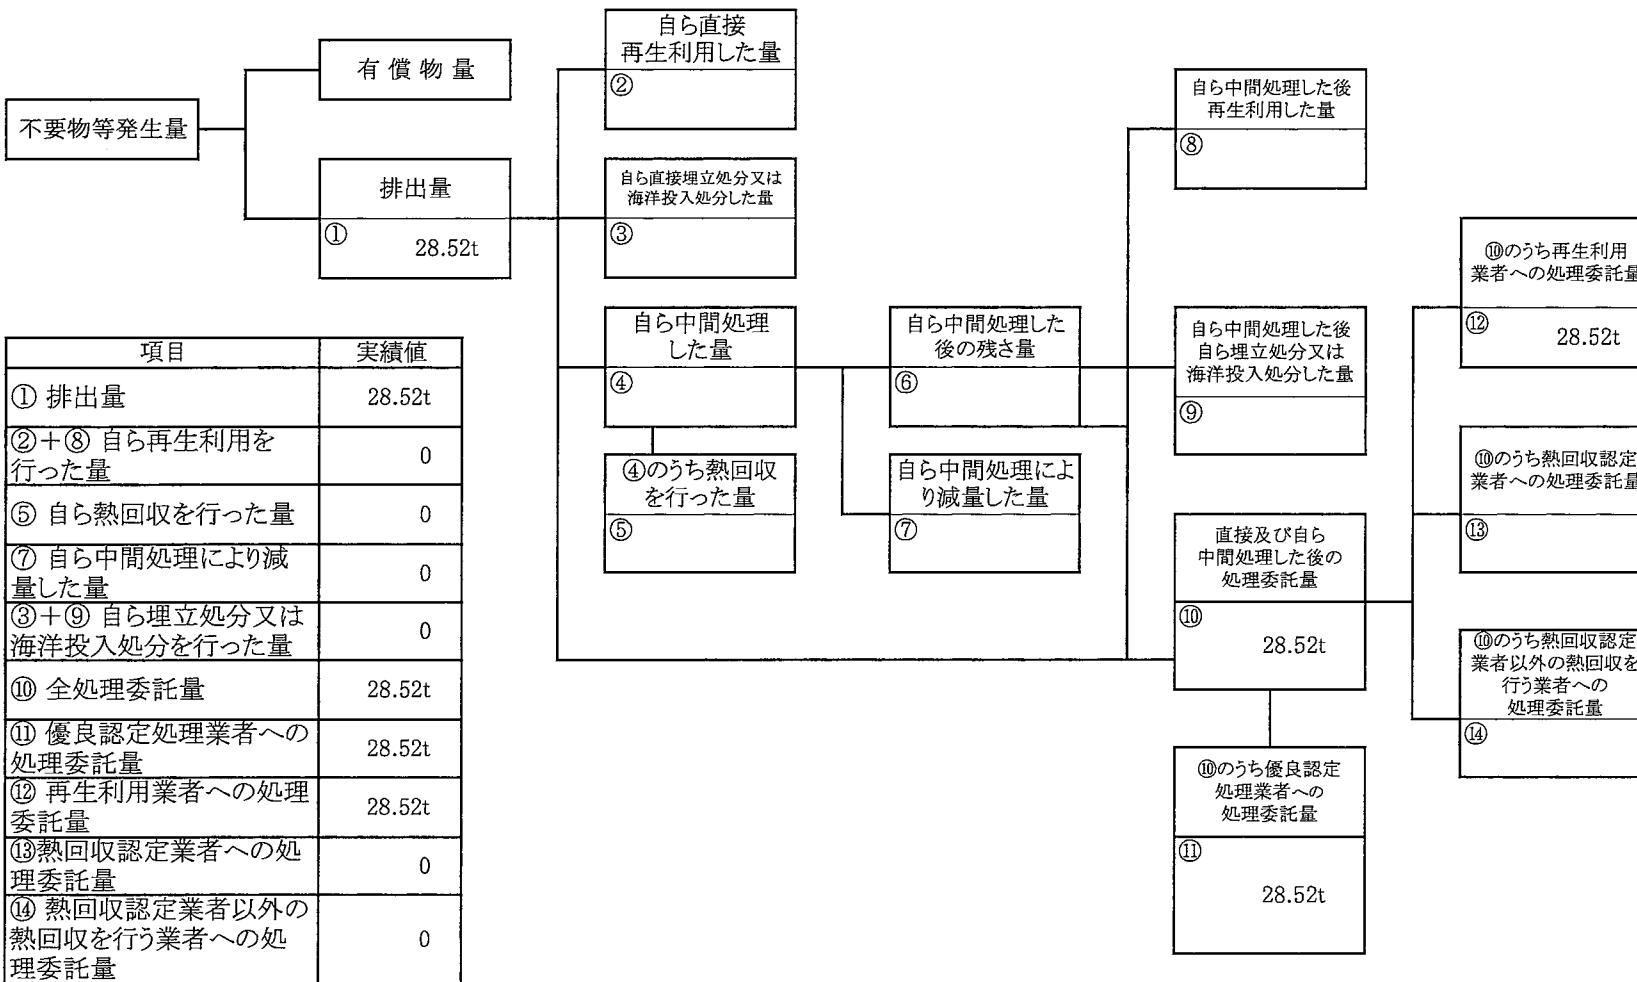 不要物等発生量
有償物量
排出量
①
28.52t
自ら直接
再生利用した量
②
自ら直接埋立処分又は
海洋投入処分した量
③
自ら中間処理
した量
④
④のうち熱回収
を行った量
⑤
自ら中間処理した
後の残さ量
⑥
自ら中間処理によ
り減量した量
⑦
自ら中間処理した後
再生利用した量
⑧
自ら中間処理した後
自ら埋立処分又は
海洋投入処分した量
⑨
直接及び自ら
中間処理した後の
処理委託量
⑩
28.52t
⑩のうち優良認定
処理業者への
処理委託量
⑪
28.52t
⑩のうち再生利用
業者への処理委託量
⑫
28.52t
⑩のうち熱回収認定
業者への処理委託量
⑬
⑩のうち熱回収認定
業者以外の熱回収を
行う業者への
処理委託量
⑭
項目 実績値
① 排出量 28.52t
②+⑧ 自ら再生利用を
行った量 0
⑤ 自ら熱回収を行った量 0
⑦ 自ら中間処理により減
量した量 0
③+⑨ 自ら埋立処分又は
海洋投入処分を行った量 0
⑩ 全処理委託量 28.52t
⑪ 優良認定処理業者への
処理委託量 28.52t
⑫ 再生利用業者への処理
委託量 28.52t
⑬熱回収認定業者への処
理委託量 0
⑭ 熱回収認定業者以外の
熱回収を行う業者への処
理委託量 0